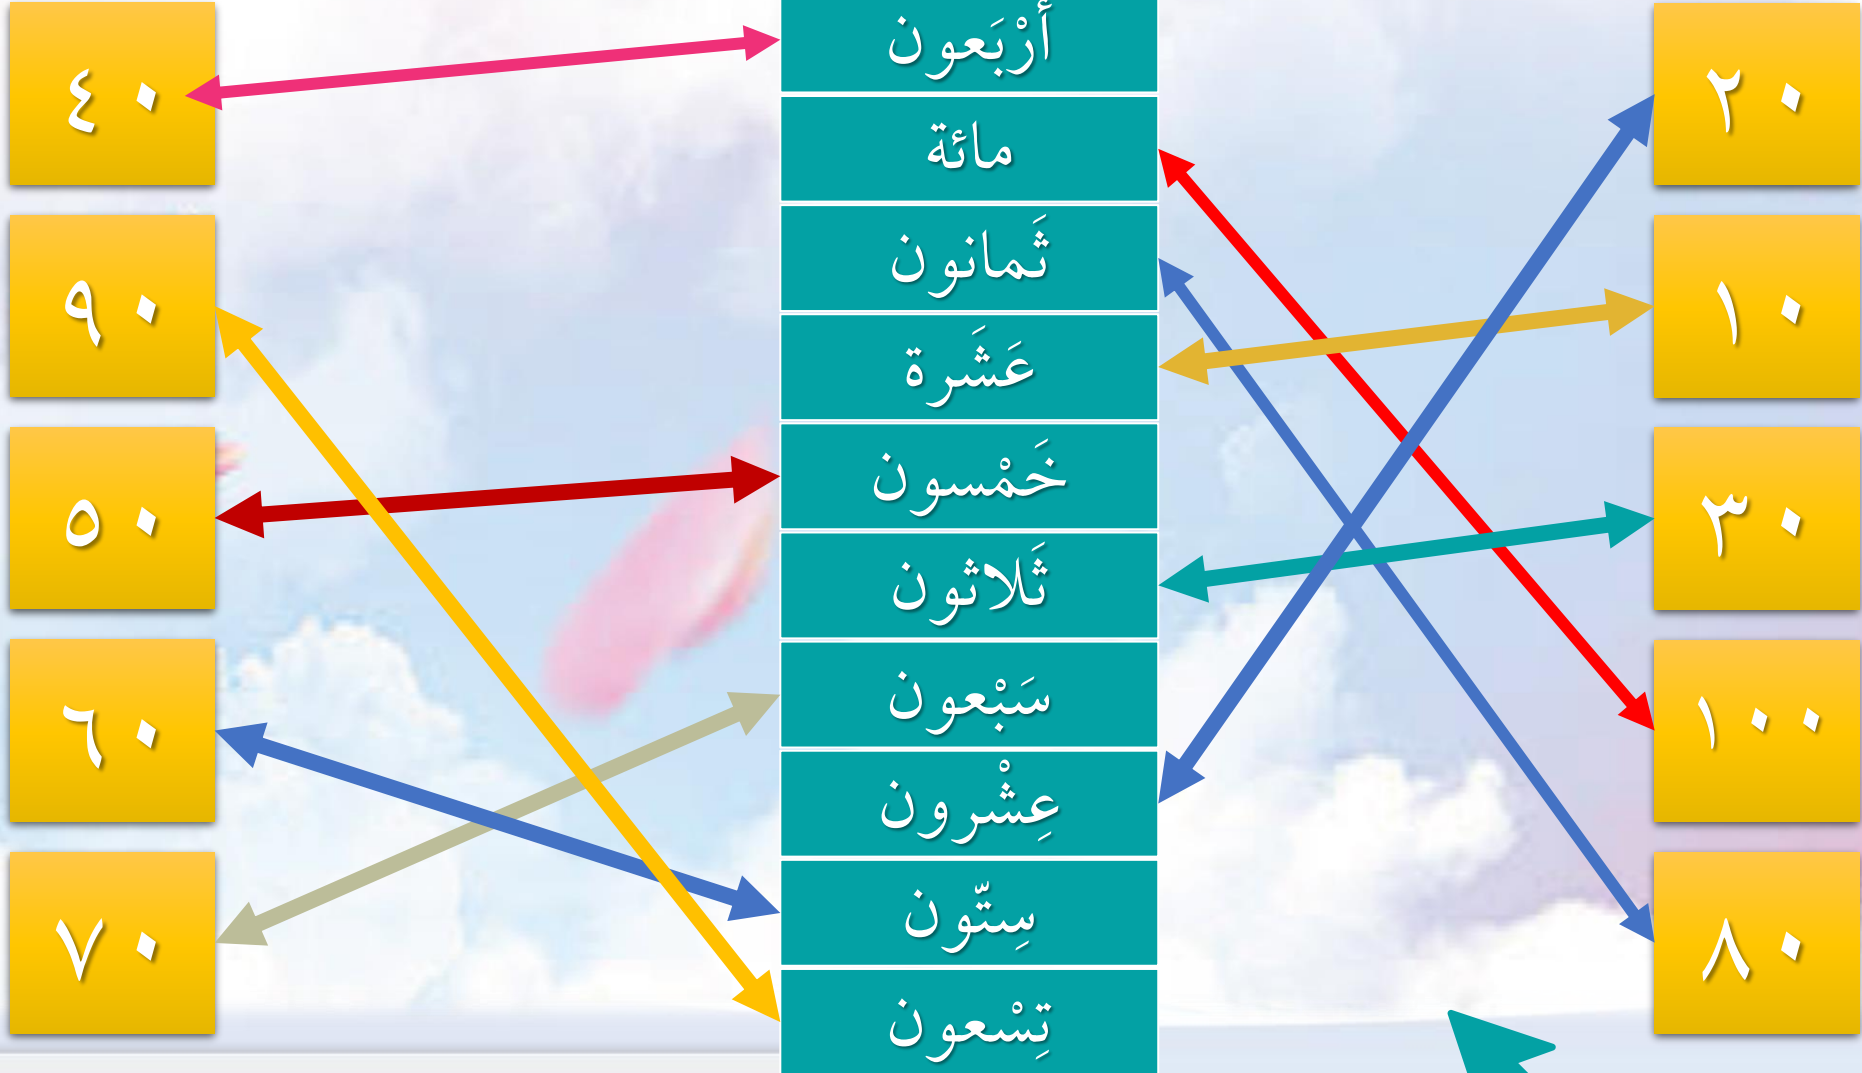 ٤٠
٩٠
٥٠
٦٠
٧٠
أَرْبَعون
مائة
ثَمانون
عَشَرة
خَمْسون
ثَلاثون
سَبْعون
عِشْرون
سِتّون
تِسْعون
٢٠
١٠
٣٠
١٠٠
٨٠